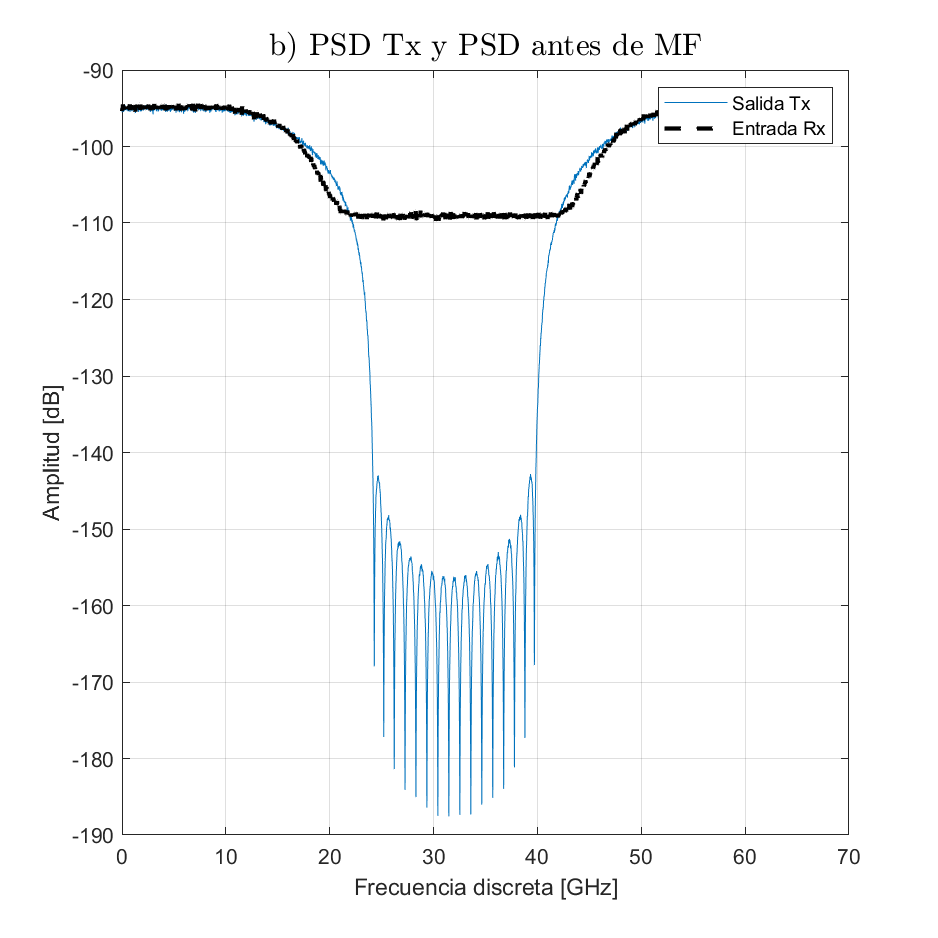 b) PSD Tx y PSD antes de MF
-90
-100
-110
-120
-130
-140
-150
-160
-170
-180
-190
Amplitud [dB]
Salida Tx
Entrada Rx
0 10 20 30 40 50 60 70
Frecuencia discreta [GHz]